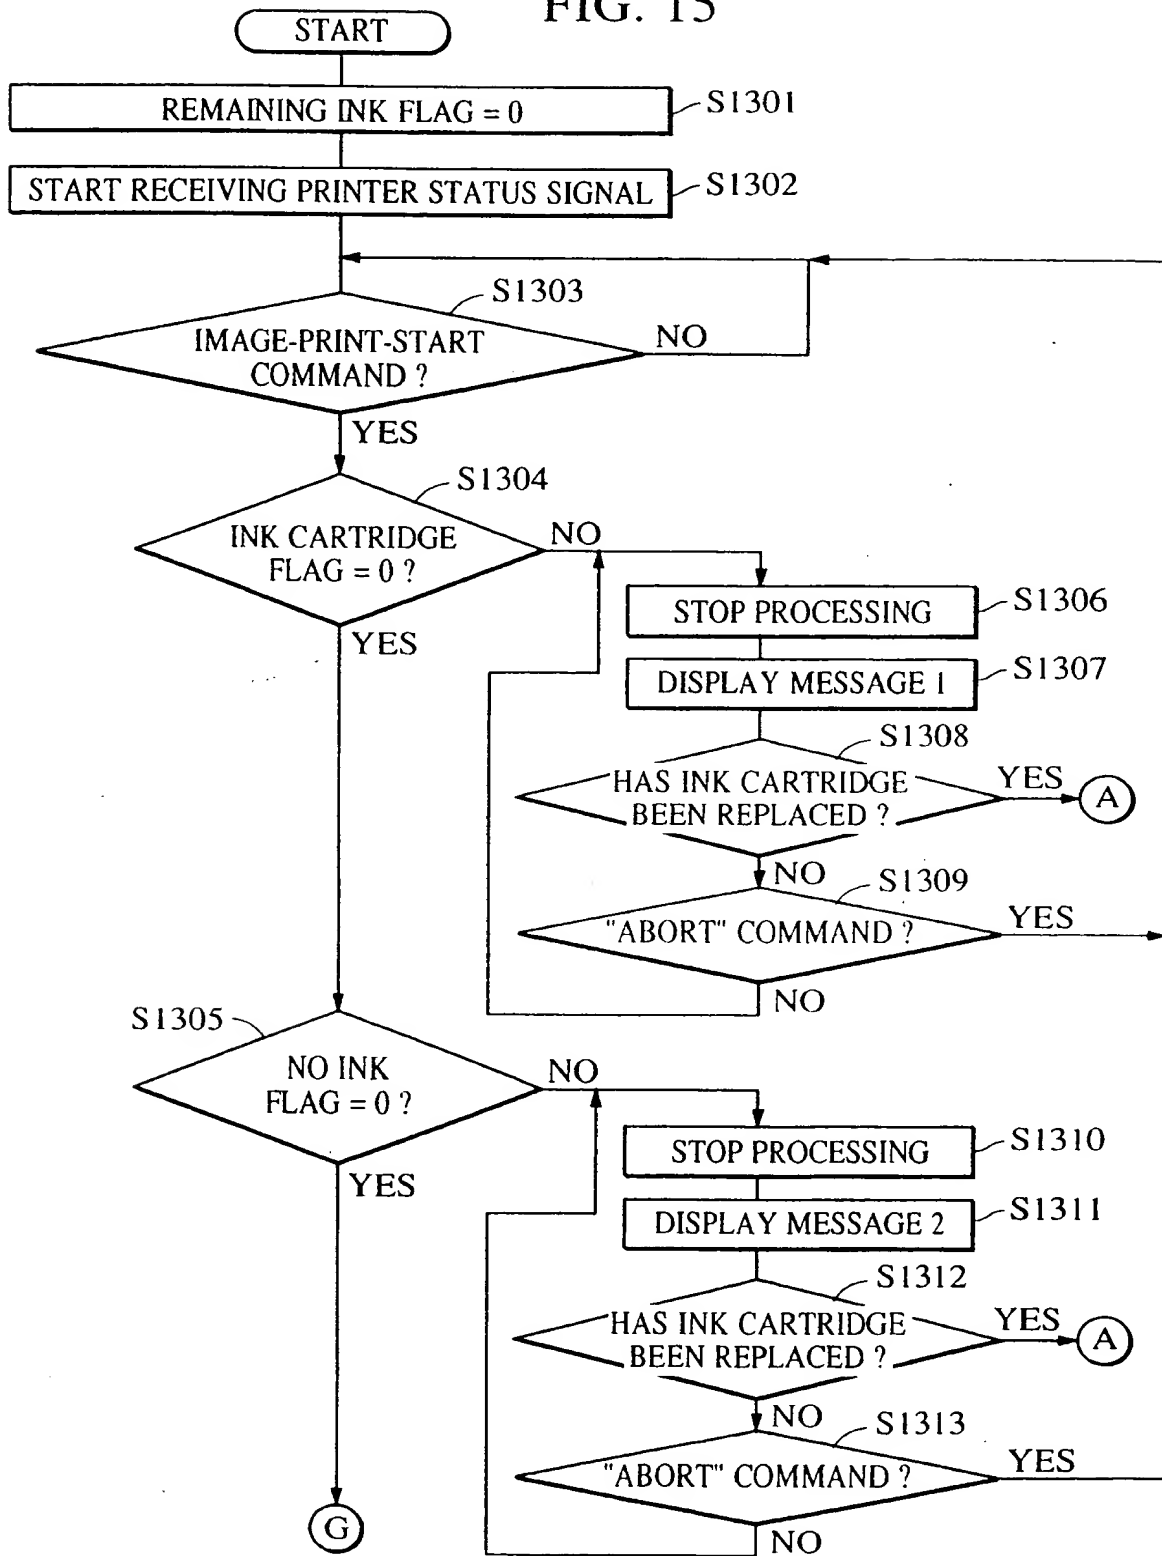 FIG. 15
START
REMAINING INK FLAG = 0
S1301
START RECEIVING PRINTER STATUS SIGNAL
S1302
S1303
IMAGE-PRINT-START
COMMAND ?
NO
YES
S1304
INK CARTRIDGE
FLAG = 0 ?
NO
YES
STOP PROCESSING
S1306
DISPLAY MESSAGE 1
S1307
S1308
HAS INK CARTRIDGE
BEEN REPLACED ?
YES
A
NO
S1309
"ABORT" COMMAND ?
YES
NO
S1305
NO INK
FLAG = 0 ?
NO
YES
STOP PROCESSING
S1310
DISPLAY MESSAGE 2
S1311
S1312
HAS INK CARTRIDGE
BEEN REPLACED ?
YES
A
NO
S1313
"ABORT" COMMAND ?
YES
NO
G